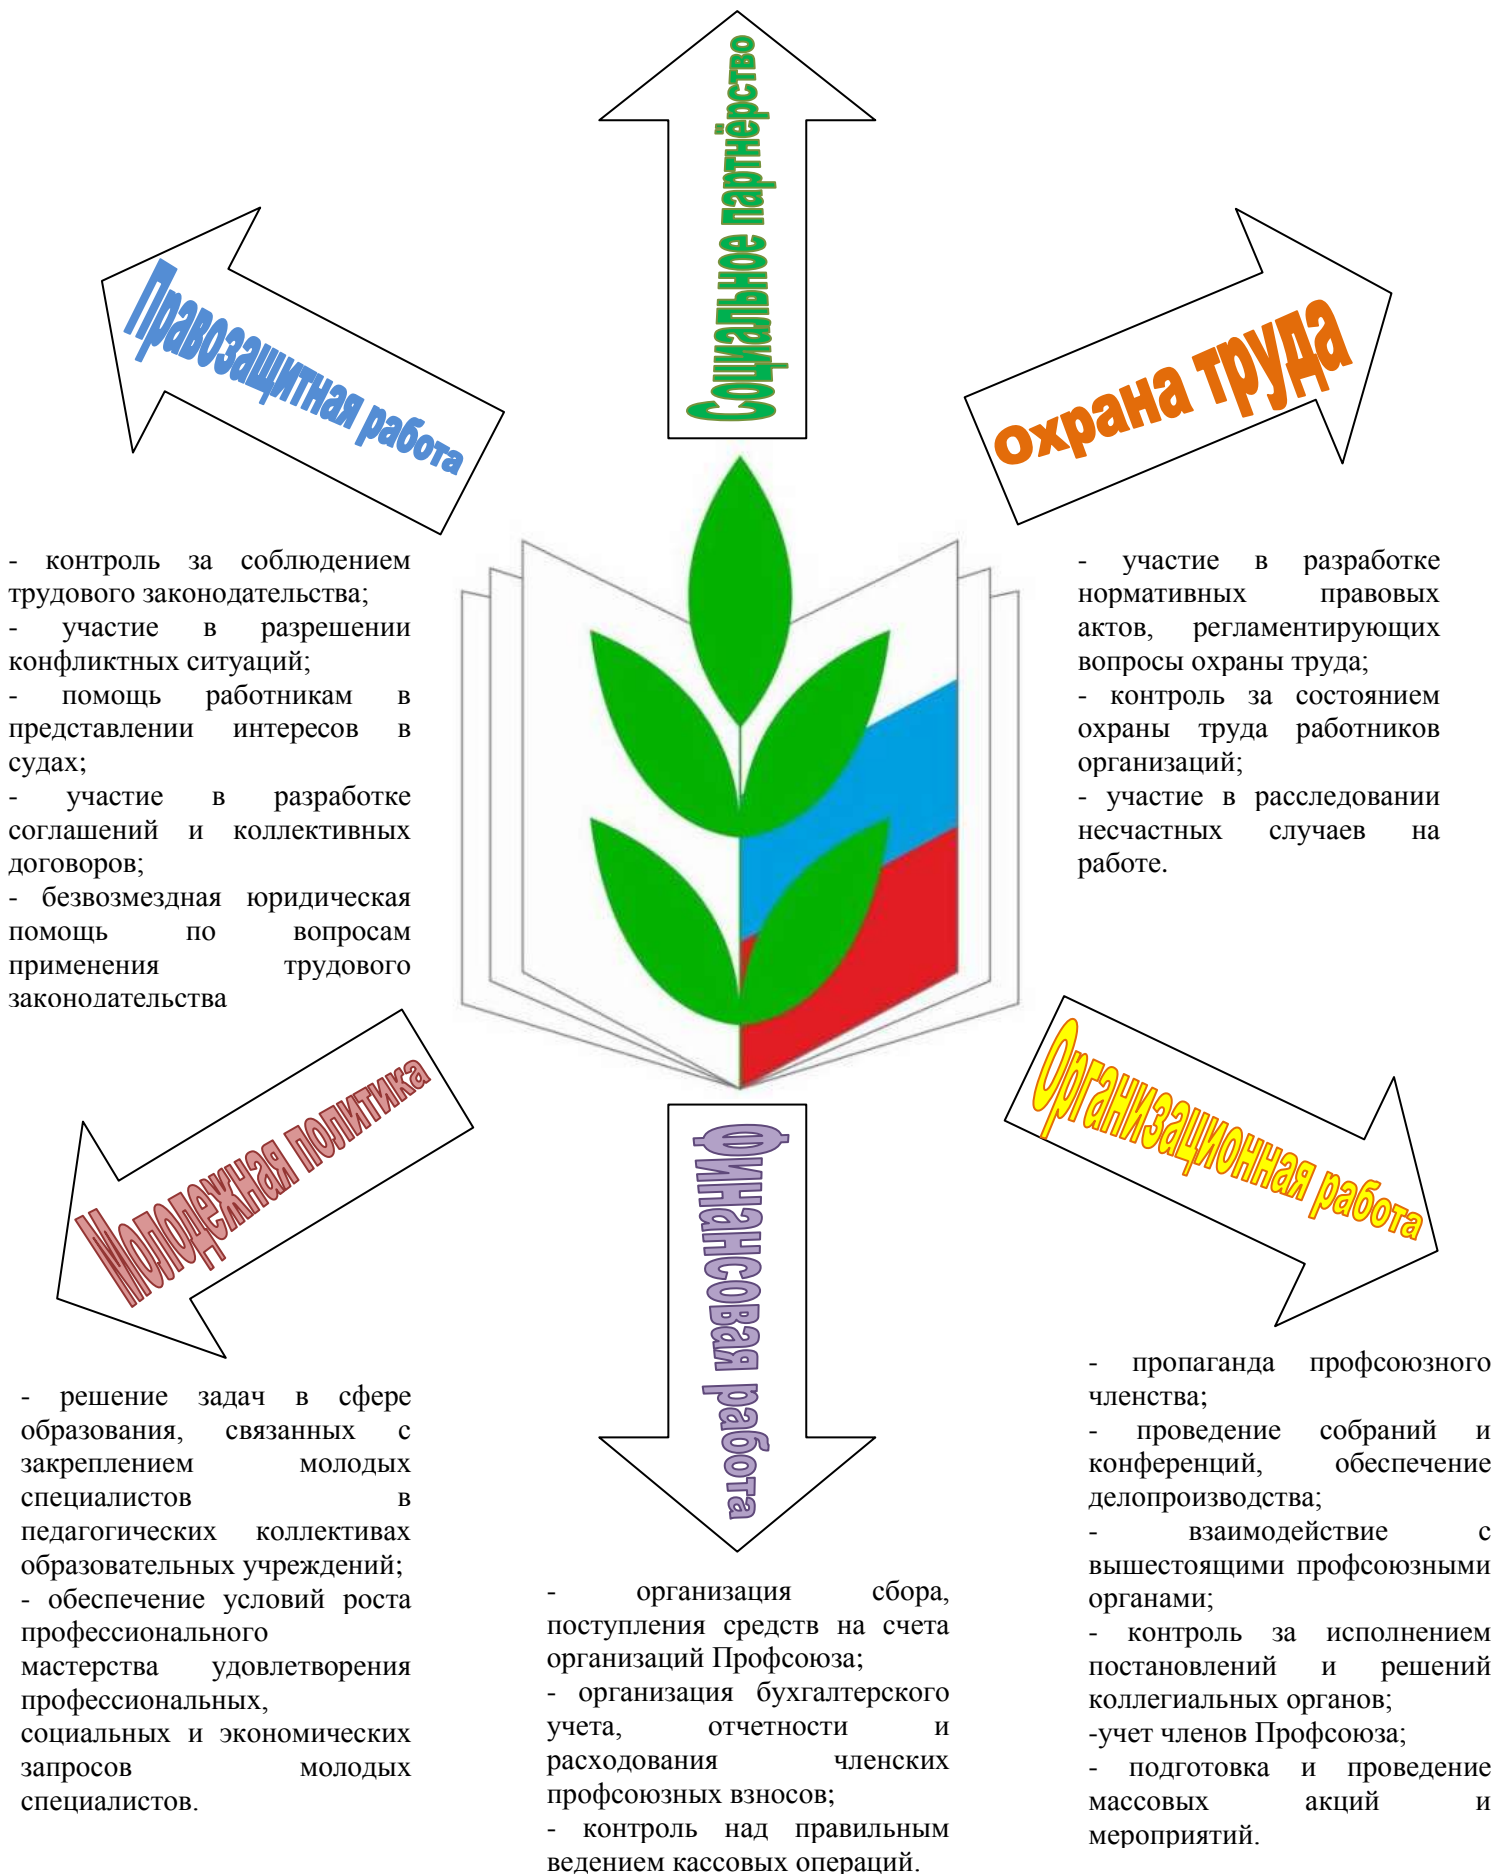 Социальное партнёрство
Правозащитная работа
охрана труда
- контроль за соблюдением
трудового законодательства;
- участие в разрешении
конфликтных ситуаций;
- помощь работникам в
представлении интересов в
судах;
- участие в разработке
соглашений и коллективных
договоров;
- безвозмездная юридическая
помощь по вопросам
применения трудового
законодательства
- участие в разработке
нормативных правовых
актов, регламентирующих
вопросы охраны труда;
- контроль за состоянием
охраны труда работников
организаций;
- участие в расследовании
несчастных случаев на
работе.
Молодежная политика
Финансовая работа
Организационная работа
- решение задач в сфере
образования, связанных с
закреплением молодых
специалистов в
педагогических коллективах
образовательных учреждений;
- обеспечение условий роста
профессионального
мастерства удовлетворения
профессиональных,
социальных и экономических
запросов молодых
специалистов.
- организация сбора,
поступления средств на счета
организаций Профсоюза;
- организация бухгалтерского
учета, отчетности и
расходования членских
профсоюзных взносов;
- контроль над правильным
ведением кассовых операций.
- пропаганда профсоюзного
членства;
- проведение собраний и
конференций, обеспечение
делопроизводства;
- взаимодействие с
вышестоящими профсоюзными
органами;
- контроль за исполнением
постановлений и решений
коллегиальных органов;
-учет членов Профсоюза;
- подготовка и проведение
массовых акций и
мероприятий.